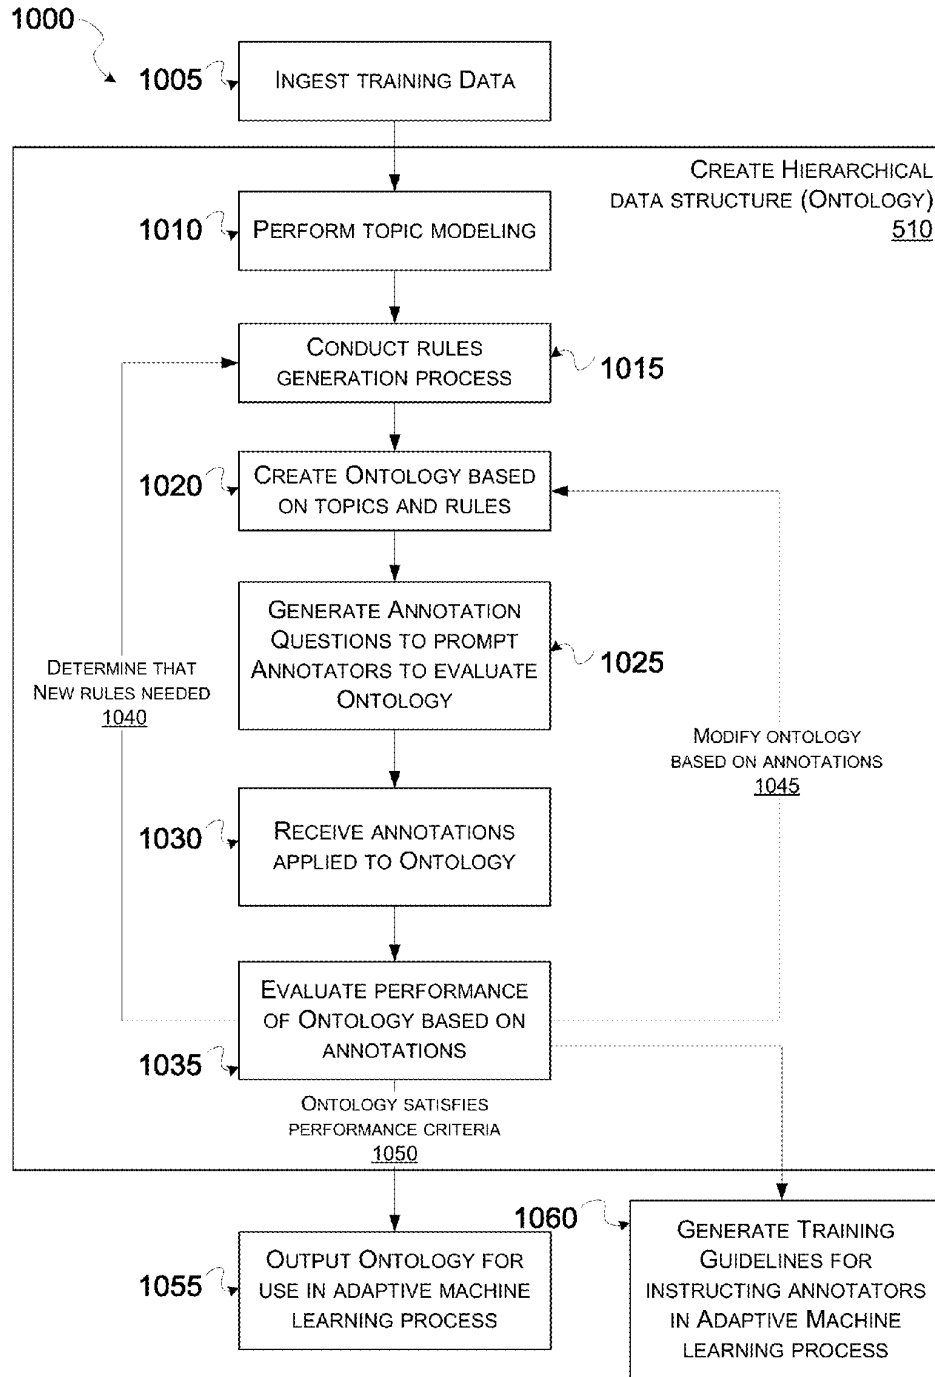 1000
1005
INGEST TRAINING DATA
CREATE HIERARCHICAL
DATA STRUCTURE (ONTOLOGY)
510
1010
PERFORM TOPIC MODELING
CONDUCT RULES
GENERATION PROCESS
1015
1020
CREATE ONTOLOGY BASED
ON TOPICS AND RULES
GENERATE ANNOTATION
QUESTIONS TO PROMPT
ANNOTATORS TO EVALUATE
ONTOLOGY
1025
DETERMINE THAT
NEW RULES NEEDED
1040
MODIFY ONTOLOGY
BASED ON ANNOTATIONS
1045
1030
RECEIVE ANNOTATIONS
APPLIED TO ONTOLOGY
EVALUATE PERFORMANCE
OF ONTOLOGY BASED ON
ANNOTATIONS
1035
ONTOLOGY SATISFIES
PERFORMANCE CRITERIA
1050
1055
OUTPUT ONTOLOGY FOR
USE IN ADAPTIVE MACHINE
LEARNING PROCESS
1060
GENERATE TRAINING
GUIDELINES FOR
INSTRUCTING ANNOTATORS
IN ADAPTIVE MACHINE
LEARNING PROCESS